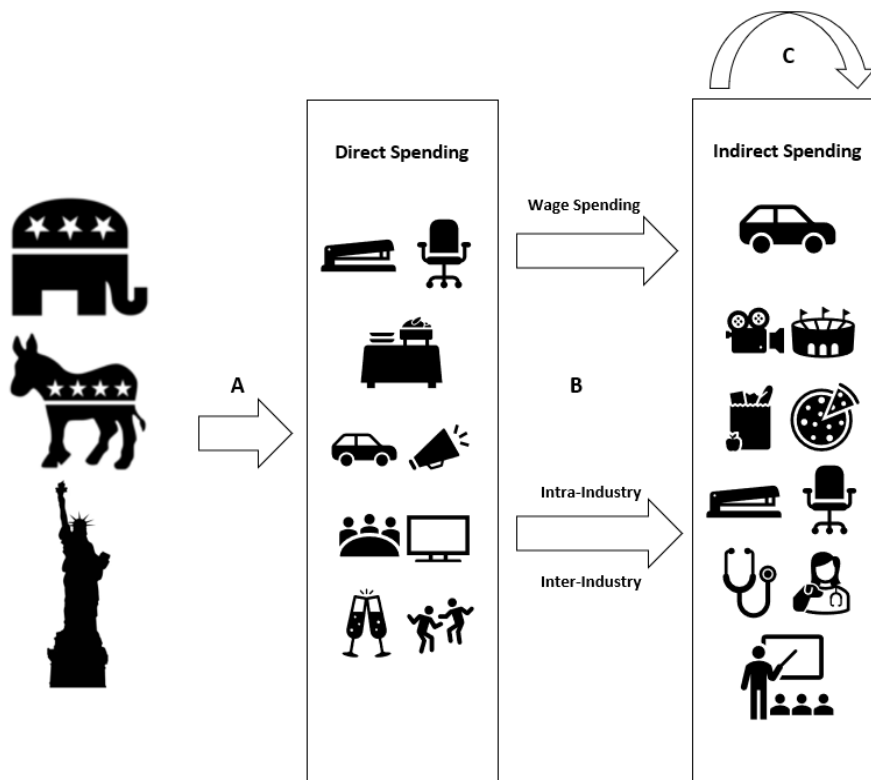 C
Direct Spending
Indirect Spending
Wage Spending
A
B
Intra-Industry
Inter-Industry